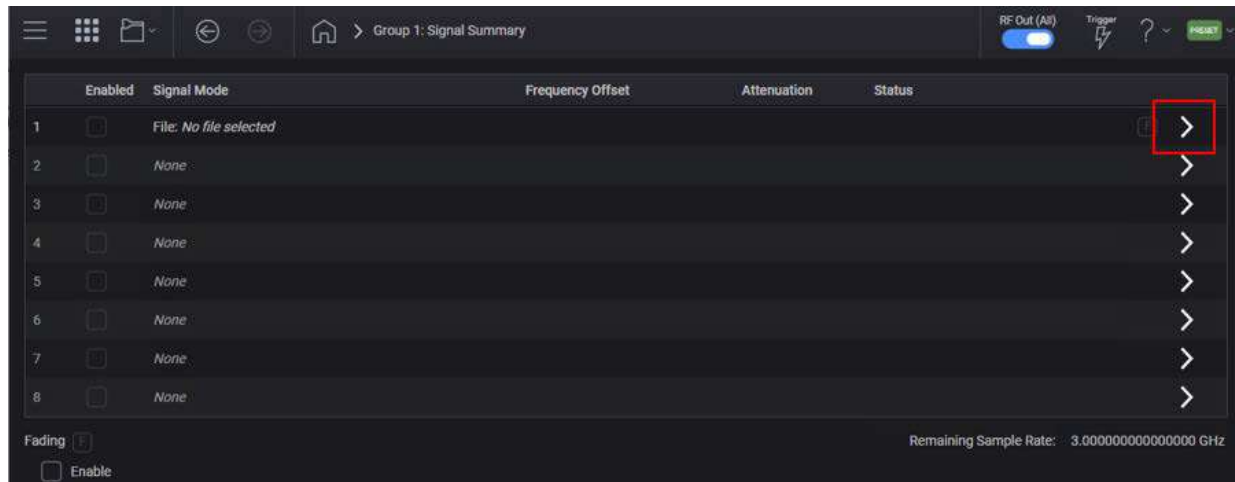 Group 1: Signal Summary
RF Out (All)
Trigger
PRESET
Enabled Signal Mode Frequency Offset Attenuation Status
1 File: No file selected F
2 None
3 None
4 None
5 None
6 None
7 None
8 None
Fading F
Remaining Sample Rate: 3.000000000000000 GHz
Enable